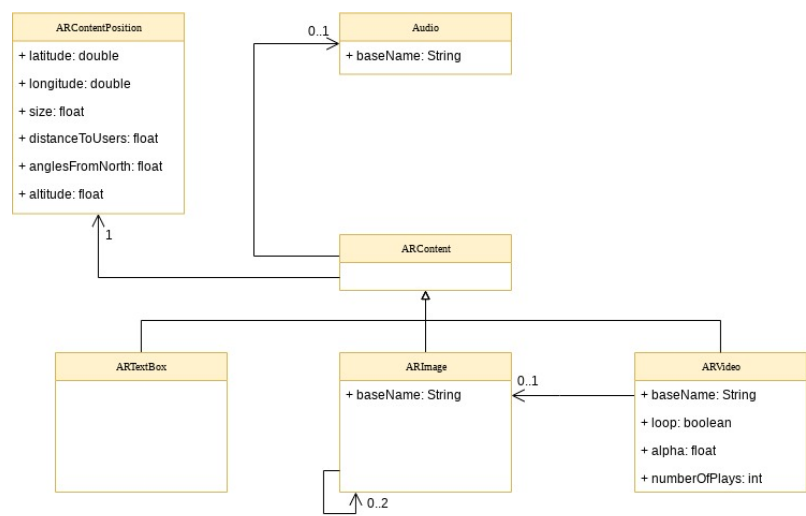 ARContentPosition
+ latitude: double
+ longitude: double
+ size: float
+ distanceToUsers: float
+ anglesFromNorth: float
+ altitude: float
1
0..1
Audio
+ baseName: String
ARContent
ARTextBox
ARImage
+ baseName: String
0..2
0..1
ARVideo
+ baseName: String
+ loop: boolean
+ alpha: float
+ numberOfPlays: int